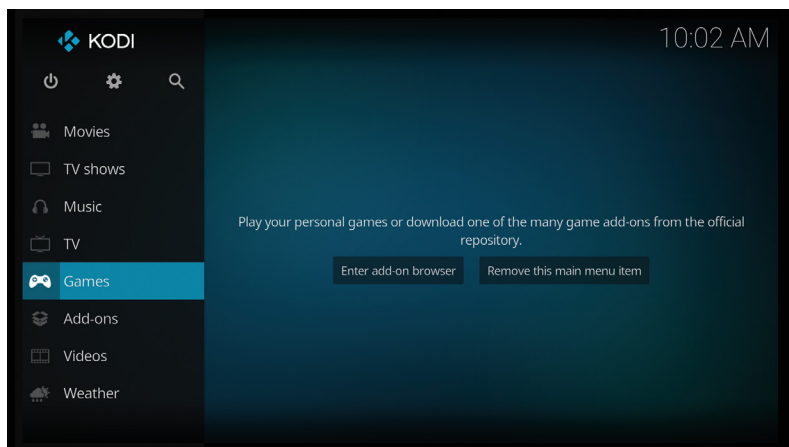 KODI
10:02 AM
Movies
TV shows
Music
TV
Games
Add-ons
Videos
Weather
Play your personal games or download one of the many game add-ons from the official
repository.
Enter add-on browser
Remove this main menu item